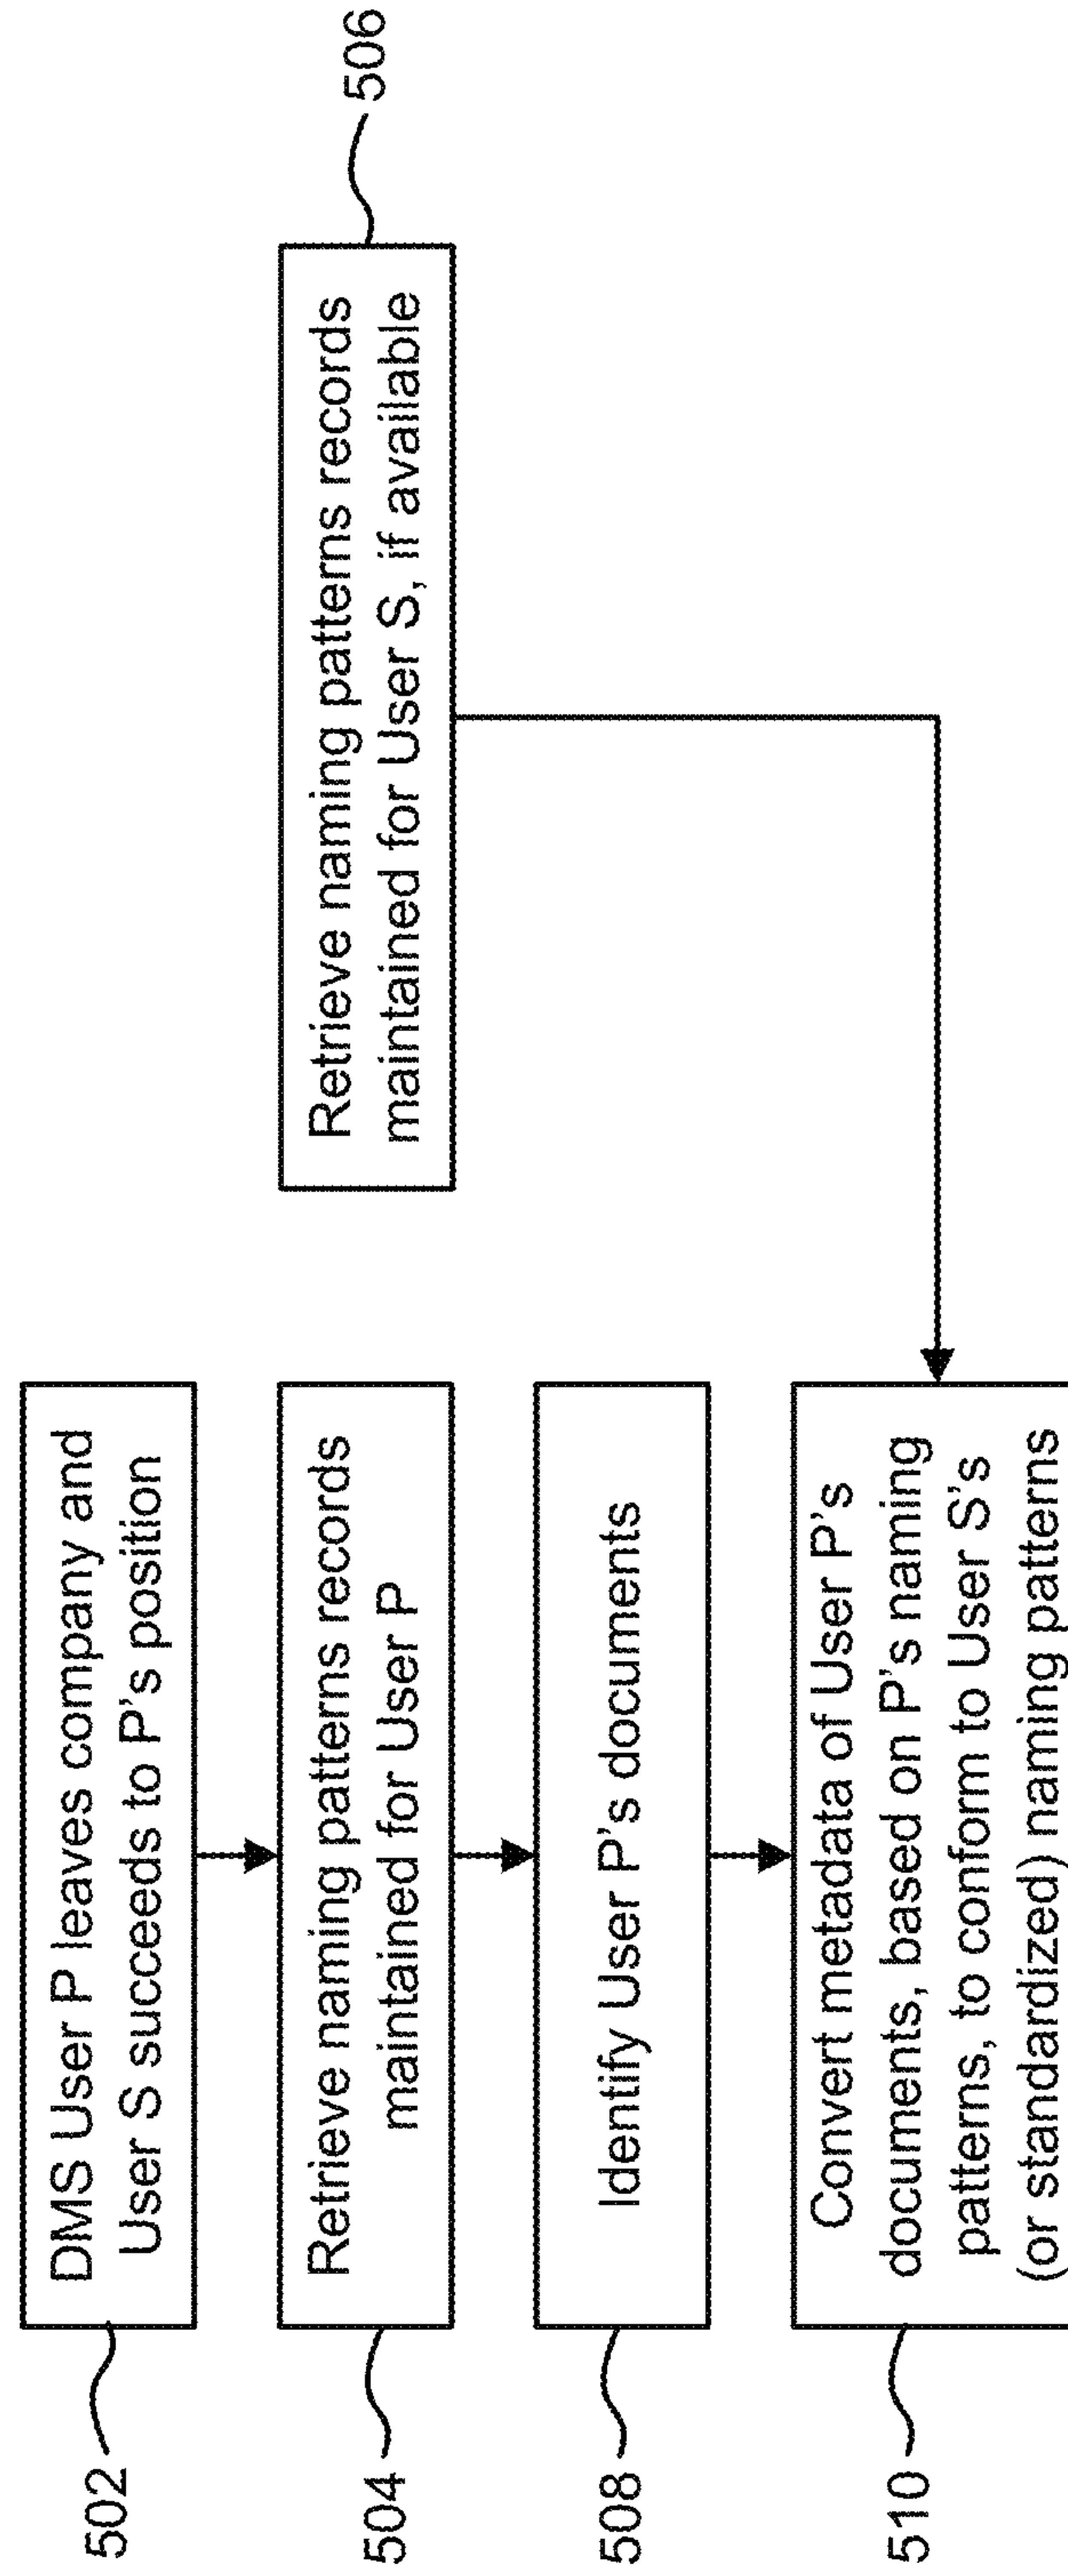 502
DMS User P leaves company and
User S succeeds to P's position
504
Retrieve naming patterns records
maintained for User P
506
Retrieve naming patterns records
maintained for User S, if available
508
Identify User P's documents
510
Convert metadata of User P's
documents, based on P's naming
patterns, to conform to User S's
(or standardized) naming patterns